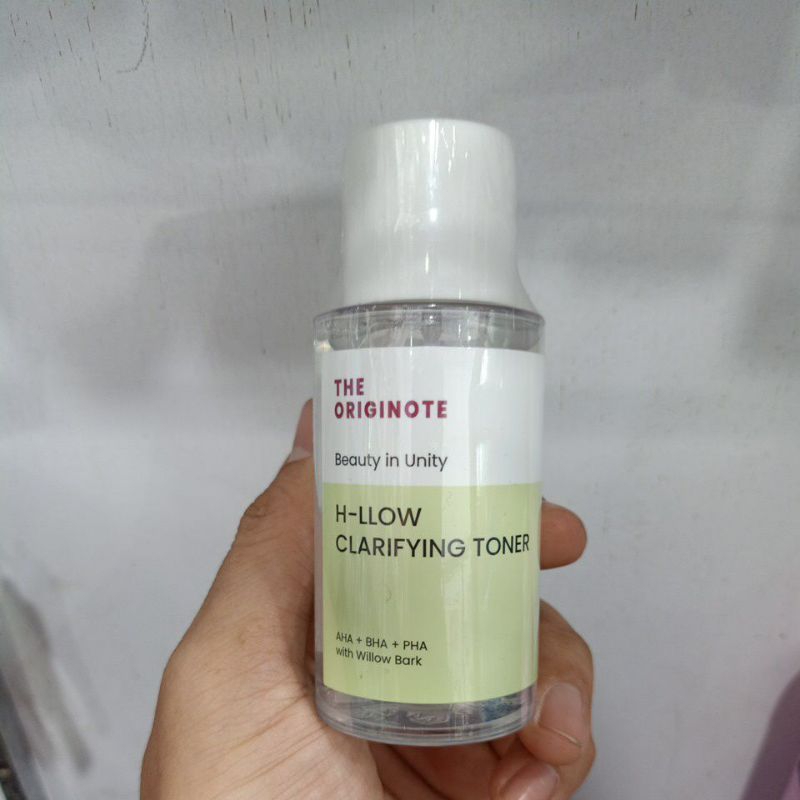 THE
ORIGINOTE
Beauty in Unity
H-LLOW
CLARIFYING TONER
AHA + BHA + PHA
with Willow Bark